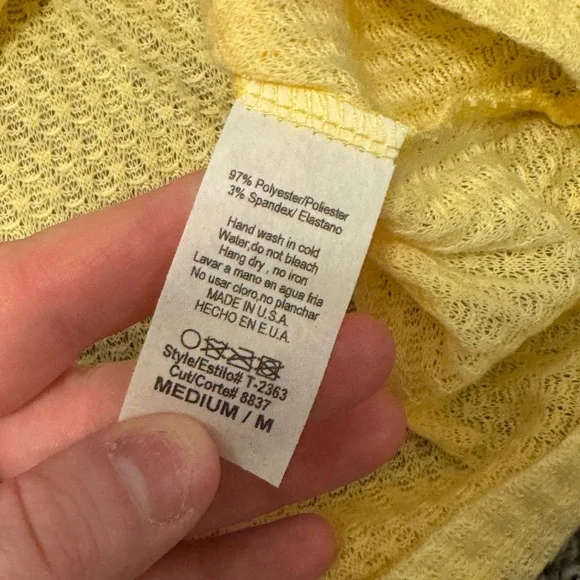 97% Polyester/Poliester
3% Spandex/ Elastano
Hand wash in cold
Water,do not bleach
Hang dry , no iron
Lavar a mano en agua fria
No usar cloro,no planchar
MADE IN U.S.A.
HECHO EN E.U.A.
Style/Estilo# T-2363
Cut/Corte# 8837
MEDIUM / M